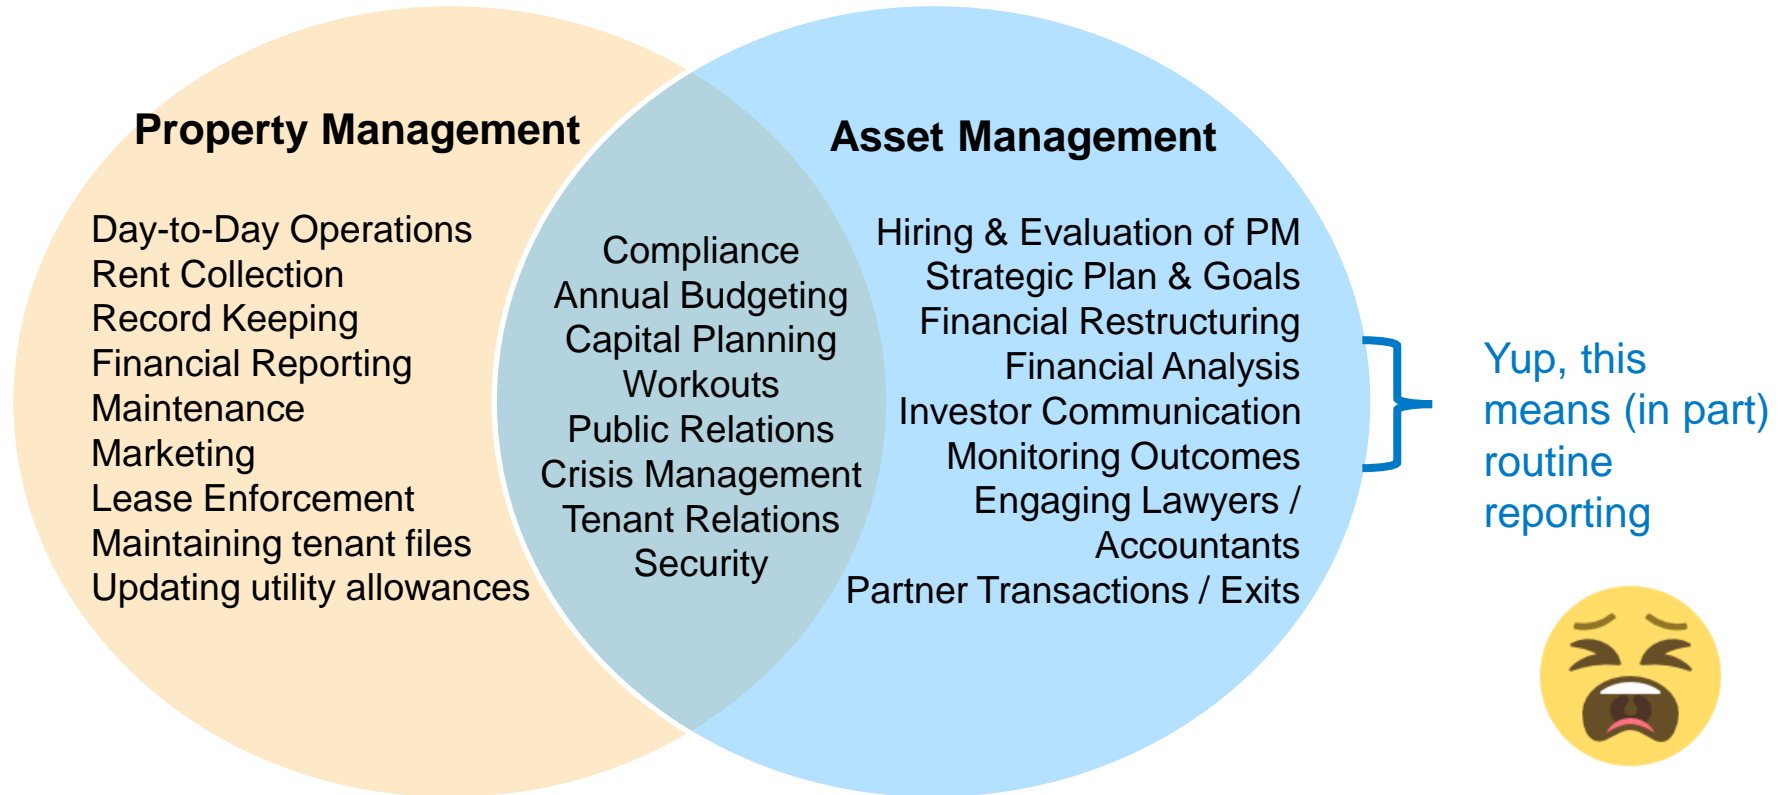 Property Management
Day-to-Day Operations
Rent Collection
Record Keeping
Financial Reporting
Maintenance
Marketing
Lease Enforcement
Maintaining tenant files
Updating utility allowances
Compliance
Annual Budgeting
Capital Planning
Workouts
Public Relations
Crisis Management
Tenant Relations
Security
Asset Management
Hiring & Evaluation of PM
Strategic Plan & Goals
Financial Restructuring
Financial Analysis
Investor Communication
Monitoring Outcomes
Engaging Lawyers /
Accountants
Partner Transactions / Exits
Yup, this
means (in part)
routine
reporting